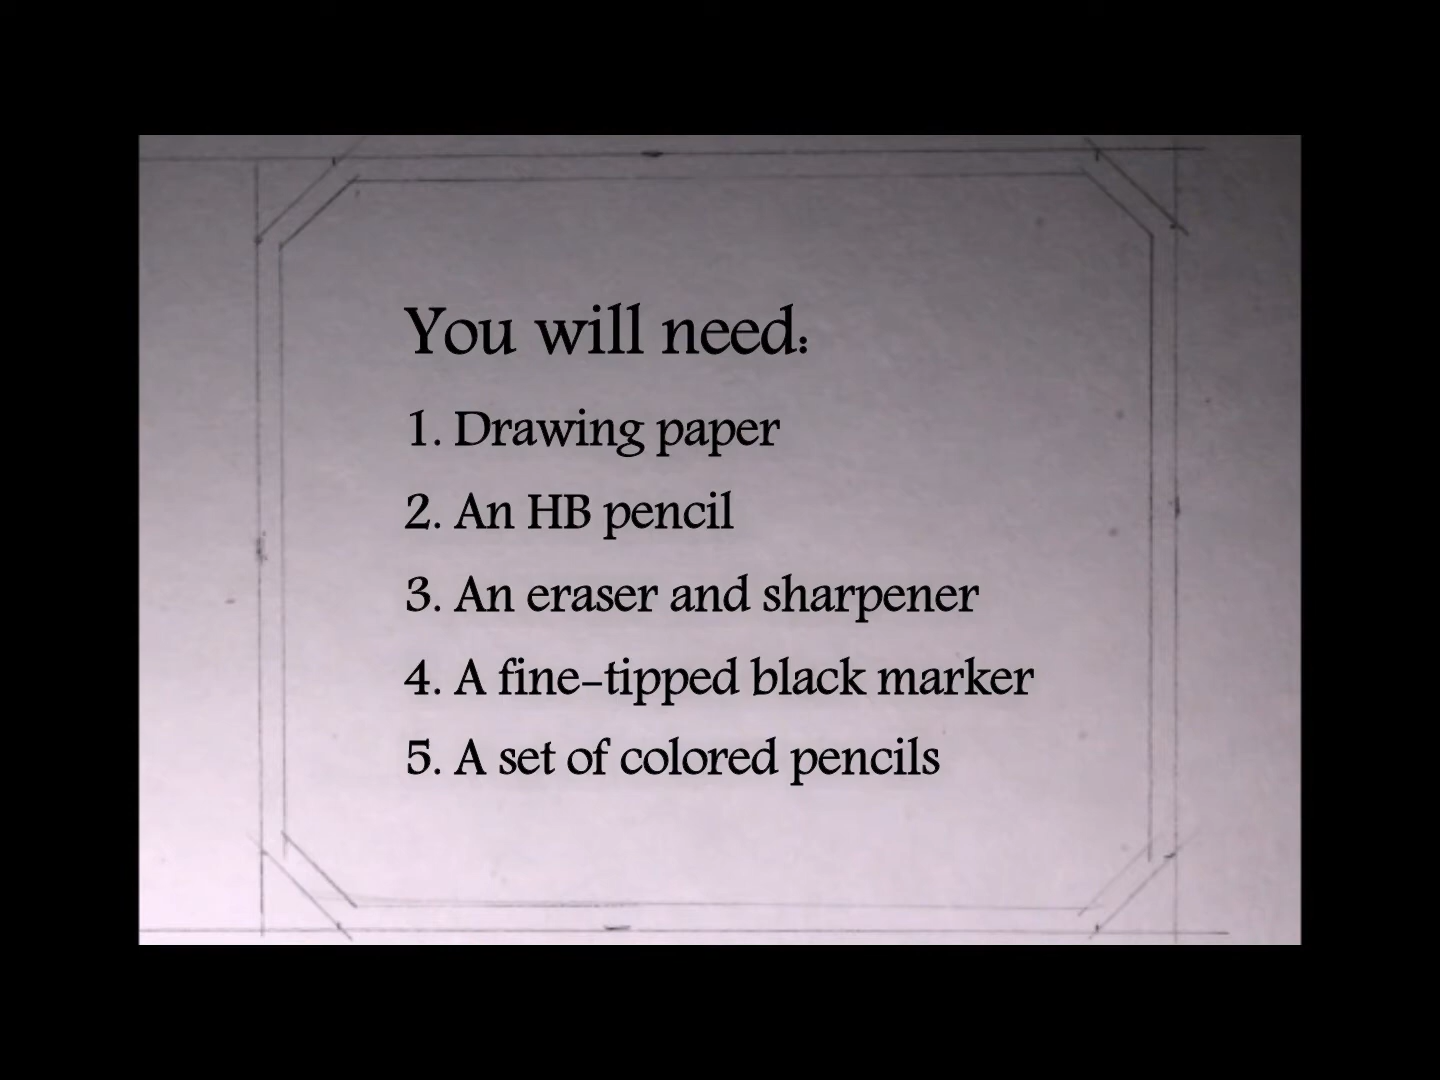 You will need:
1. Drawing paper
2. An HB pencil
3. An eraser and sharpener
4. A fine-tipped black marker
5. A set of colored pencils